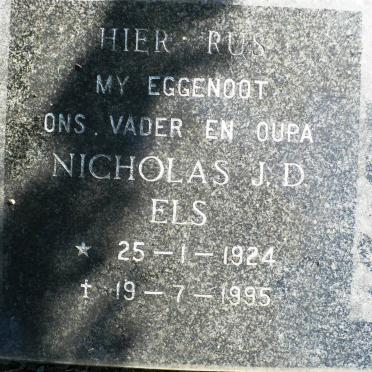 HIER RUS
MY EGGENOOT
ONS VADER EN OUPA
NICHOLAS J.D.
ELS
★ 25-1-1924
† 19-7-1995